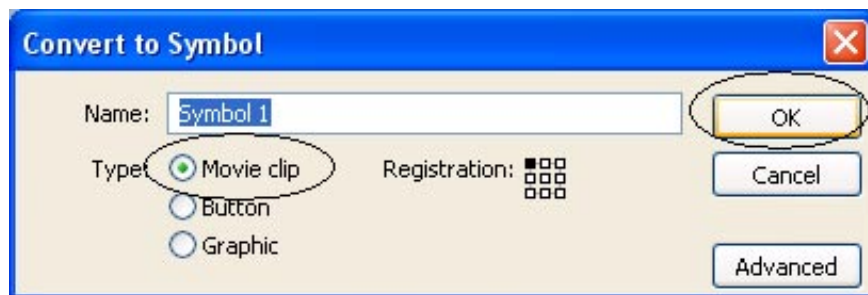 Convert to Symbol
Name: Symbol 1 OK
Type: Movie clip Registration: Cancel
Button
Graphic
Advanced